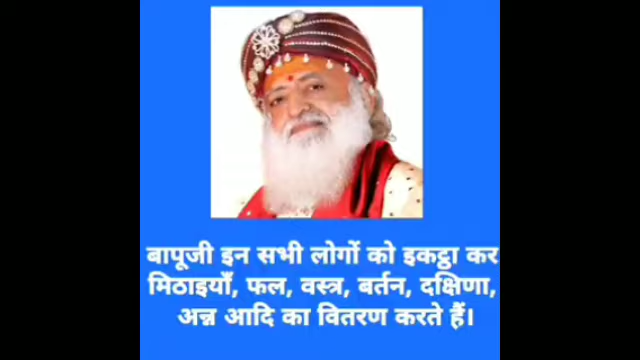 बापूजी इन सभी लोगों को इकट्ठा कर
मिठाइयाँ, फल, वस्त्र, बर्तन, दक्षिणा,
अन्न आदि का वितरण करते हैं।